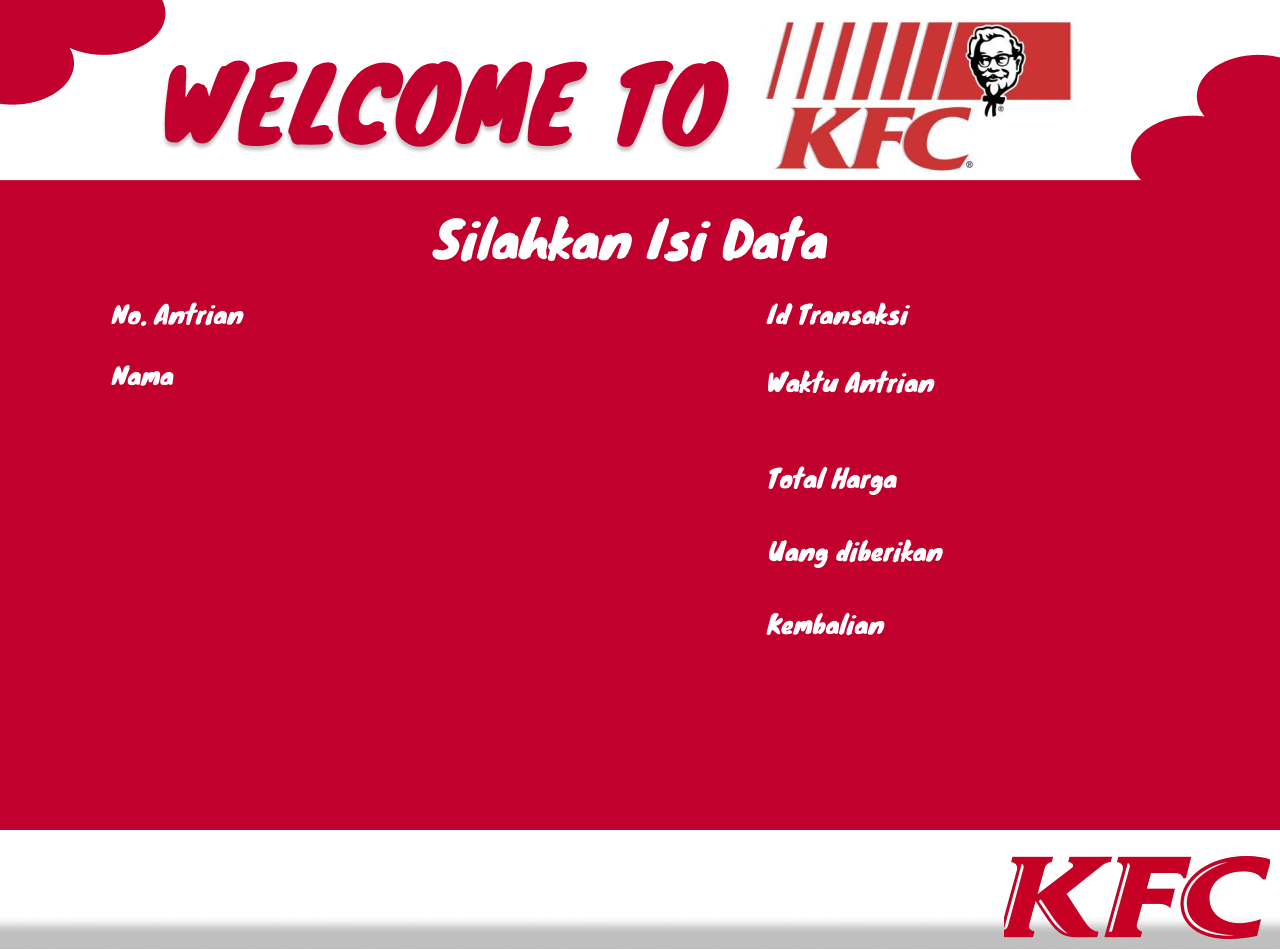 WELCOME TO
KFC®
Silahkan Isi Data
No. Antrian
Nama
Id Transaksi
Waktu Antrian
Total Harga
Uang diberikan
Kembalian
KFC